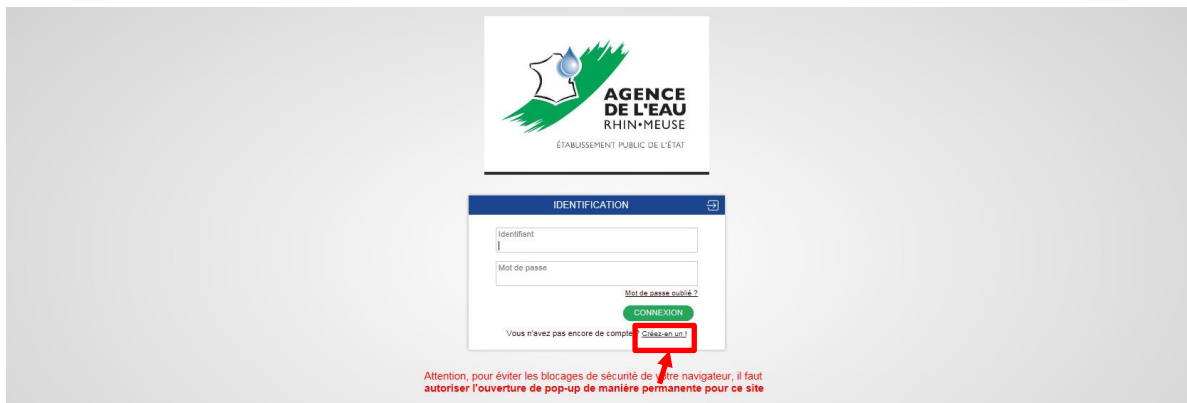 AGENCE
DE L'EAU
RHIN•MEUSE
ÉTABLISSEMENT PUBLIC DE L'ÉTAT
IDENTIFICATION
Identifiant
Mot de passe
Mot de passe oublié ?
CONNEXION
Vous n'avez pas encore de compte ? Créez-en un !
Attention, pour éviter les blocages de sécurité de votre navigateur, il faut
autoriser l'ouverture de pop-up de manière permanente pour ce site